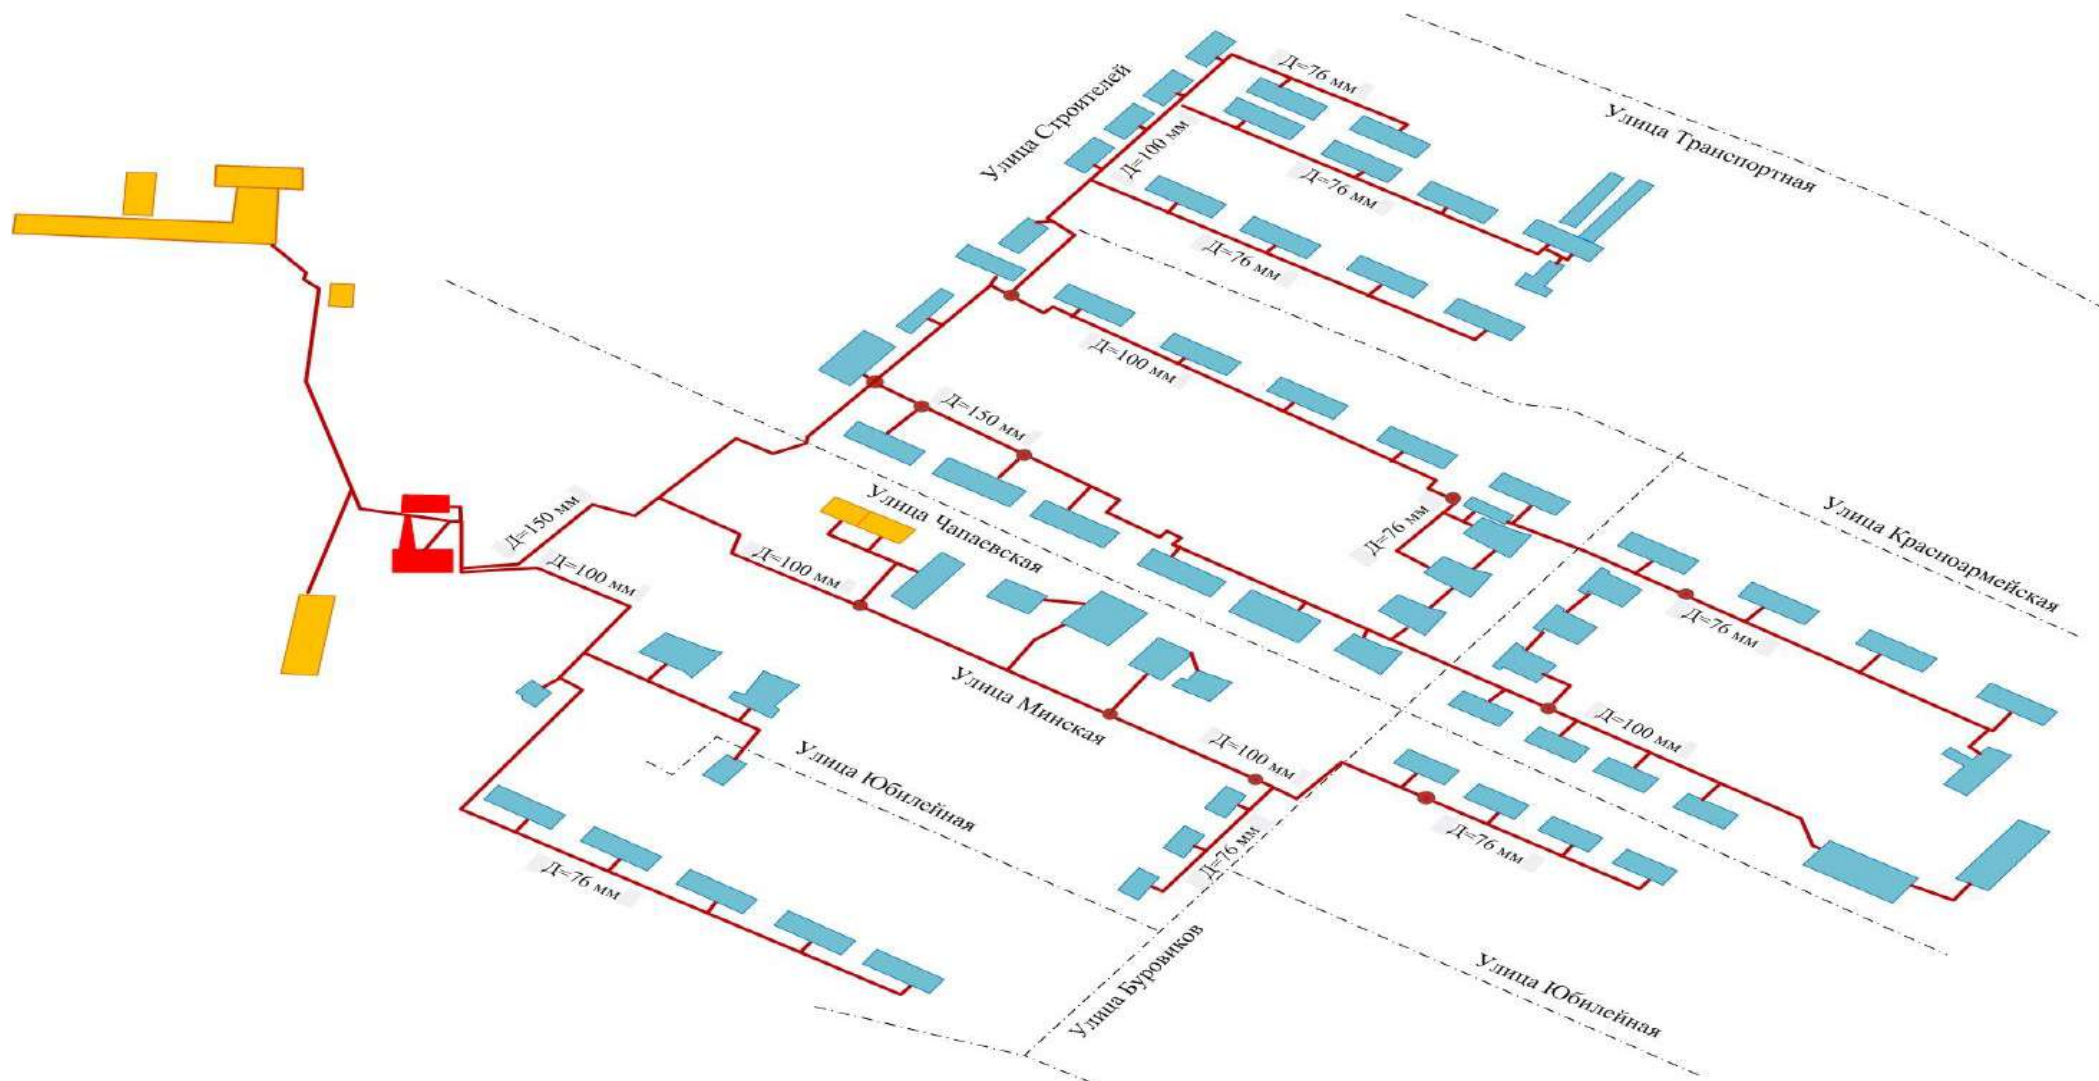 Д=76 мм
Улица Строителей
Улица Транспортная
Д=100 мм
Д=76 мм
Д=76 мм
Д=100 мм
Д=150 мм
Улица Чапаевская
Д=150 мм
Д=76 мм
Улица Красноармейская
Д=100 мм
Д=100 мм
Д=76 мм
Улица Минская
Д=100 мм
Д=100 мм
Улица Юбилейная
Д=76 мм
Д=76 мм
Д=76 мм
Улица Буровиков
Улица Юбилейная